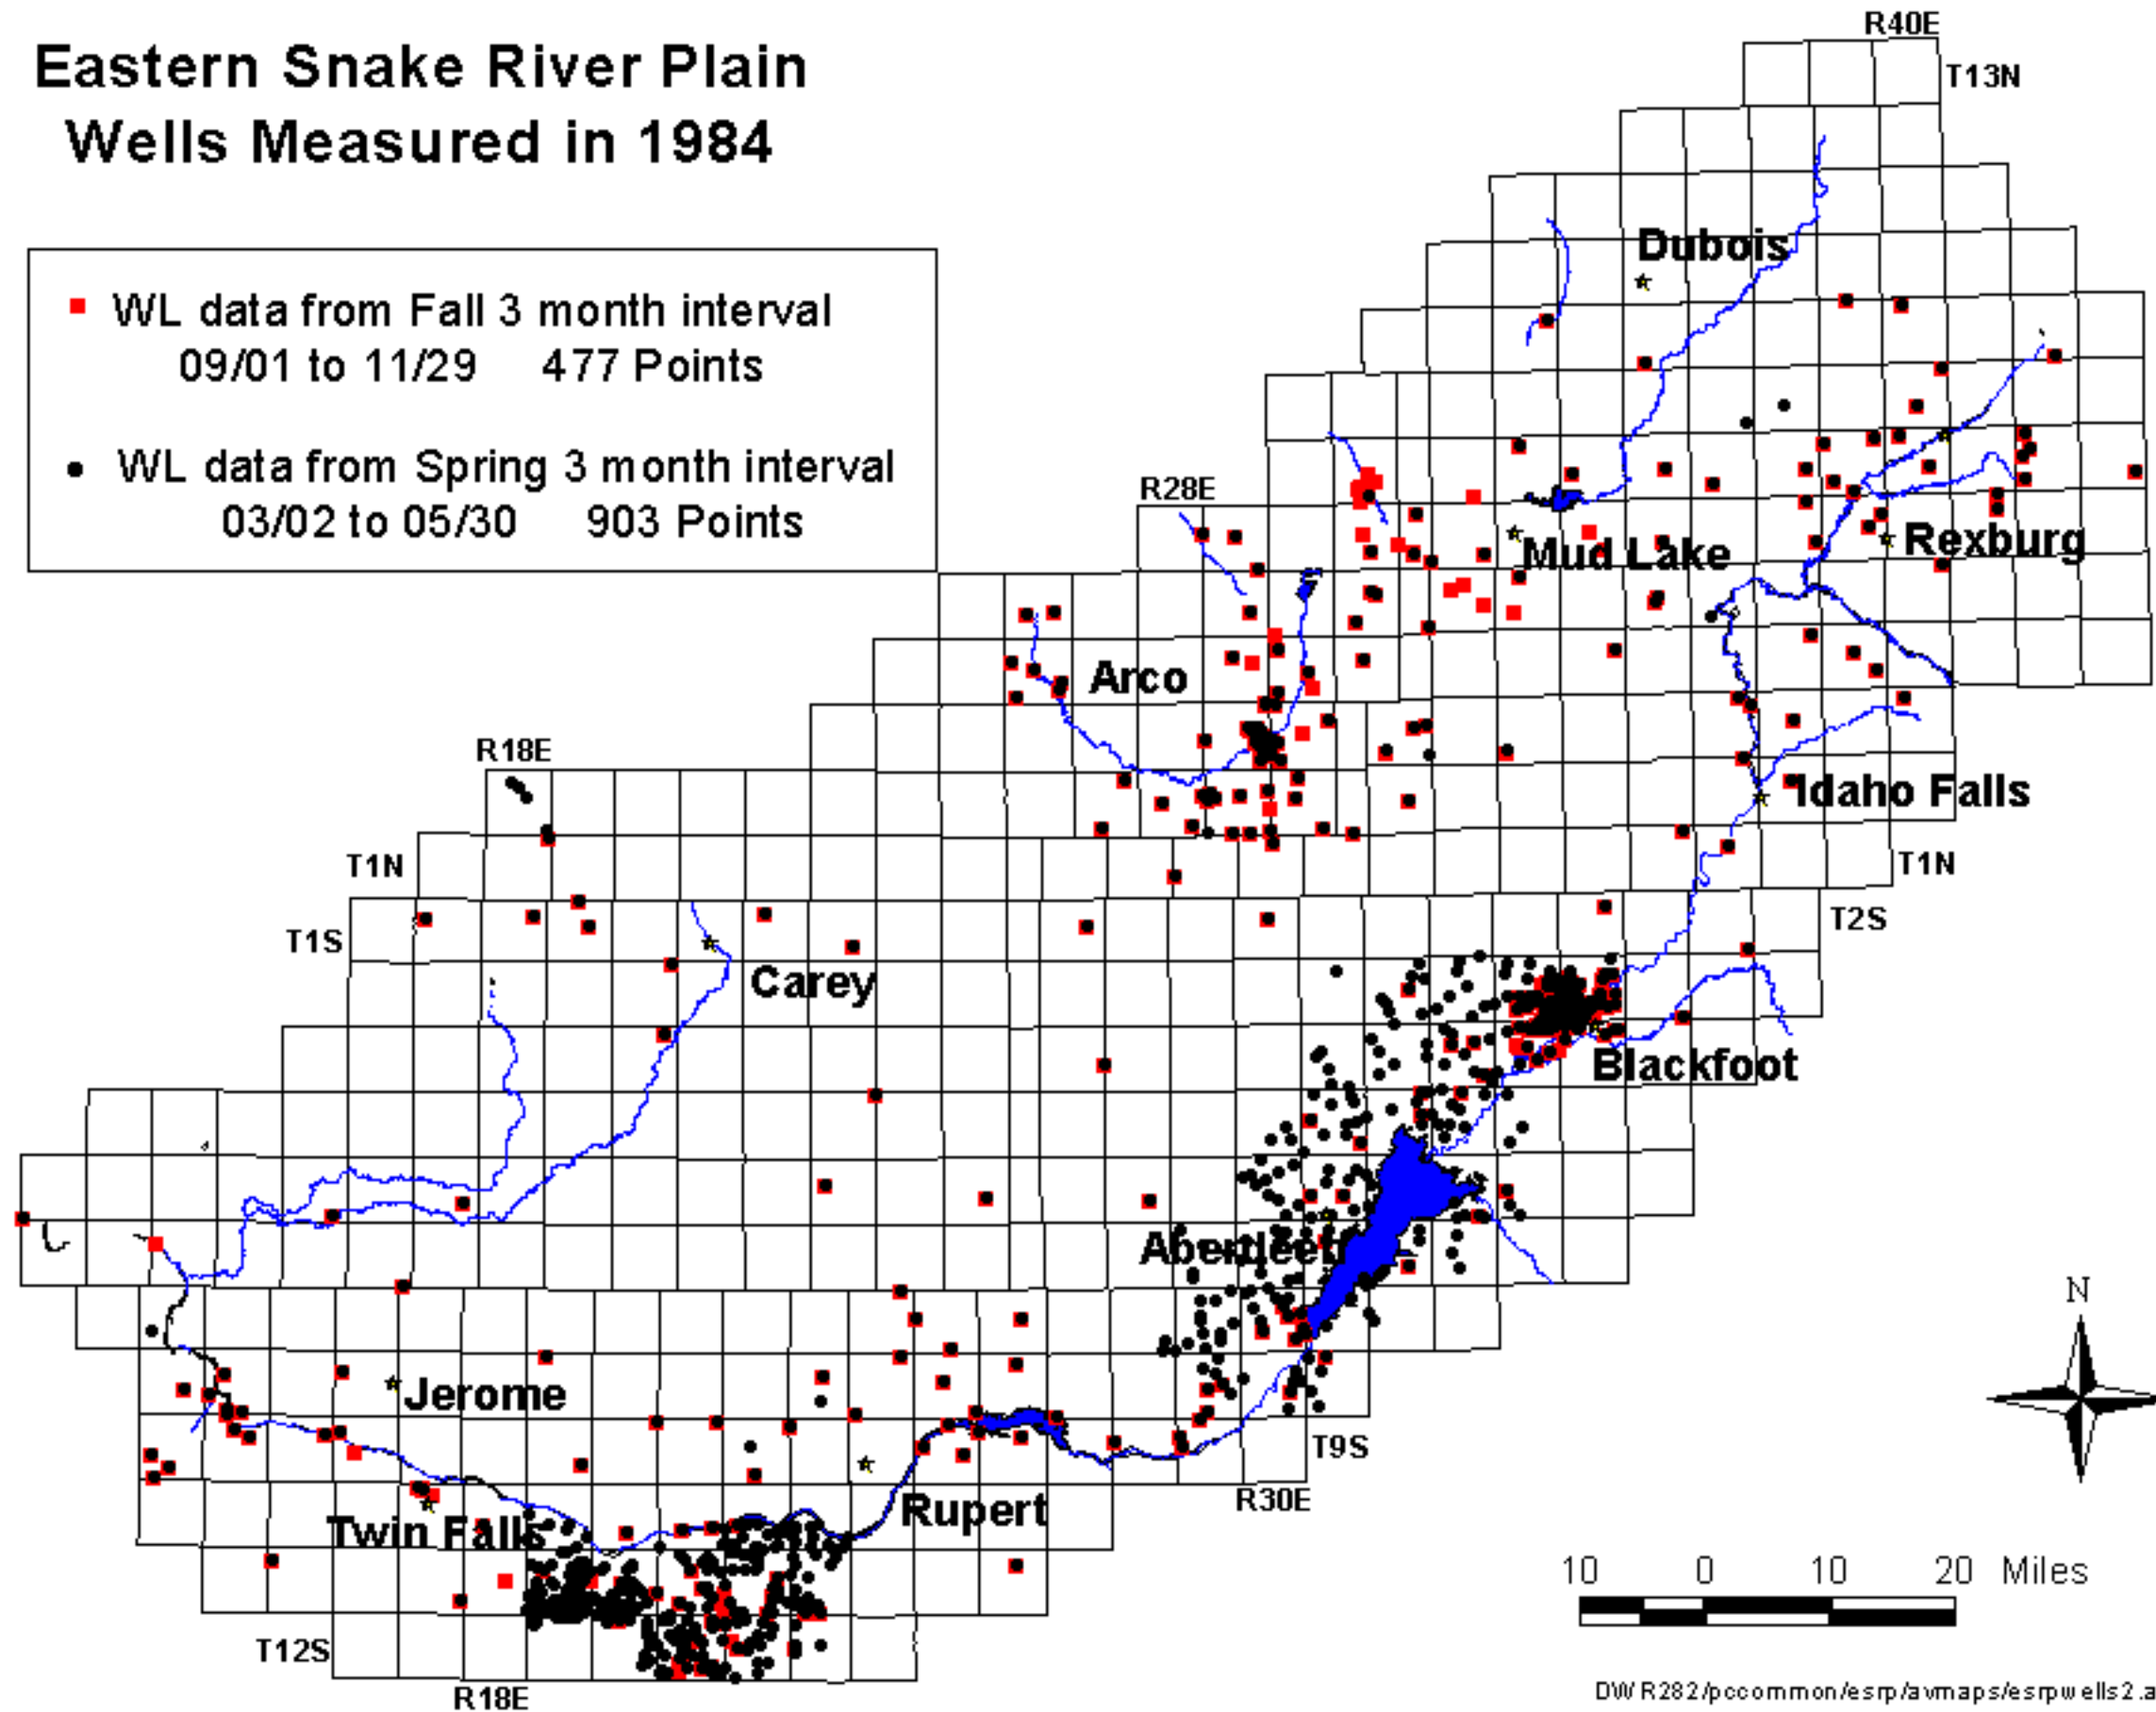 Eastern Snake River Plain
Wells Measured in 1984
WL data from Fall 3 month interval
09/01 to 11/29 477 Points
WL data from Spring 3 month interval
03/02 to 05/30 903 Points
R40E
T13N
Dubois
R28E
Mud Lake
Rexburg
Arco
R18E
Idaho Falls
T1N
T1N
T1S
T2S
Carey
Blackfoot
Aberdeen
N
Jerome
T9S
R30E
Rupert
Twin Falls
10 0 10 20 Miles
T12S
R18E
DWR282/pccommon/esrp/avmaps/esrpwells2.a